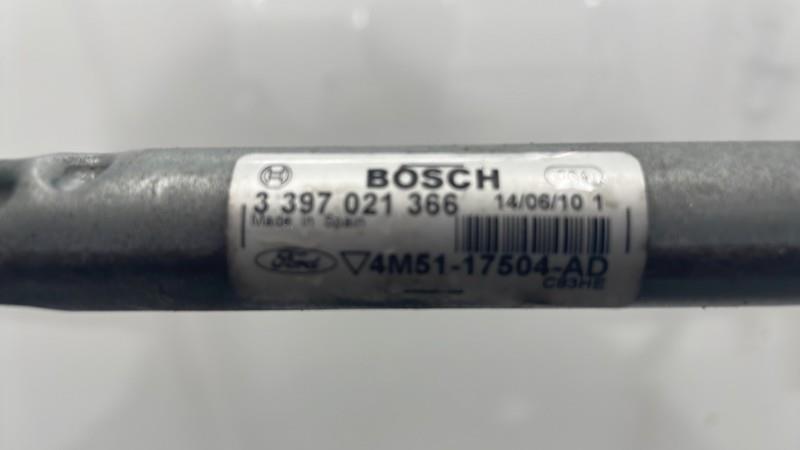 BOSCH
3 397 021 366 14/06/10 1
Made in Spain
Ford ▽4M51-17504-AD
C83HE